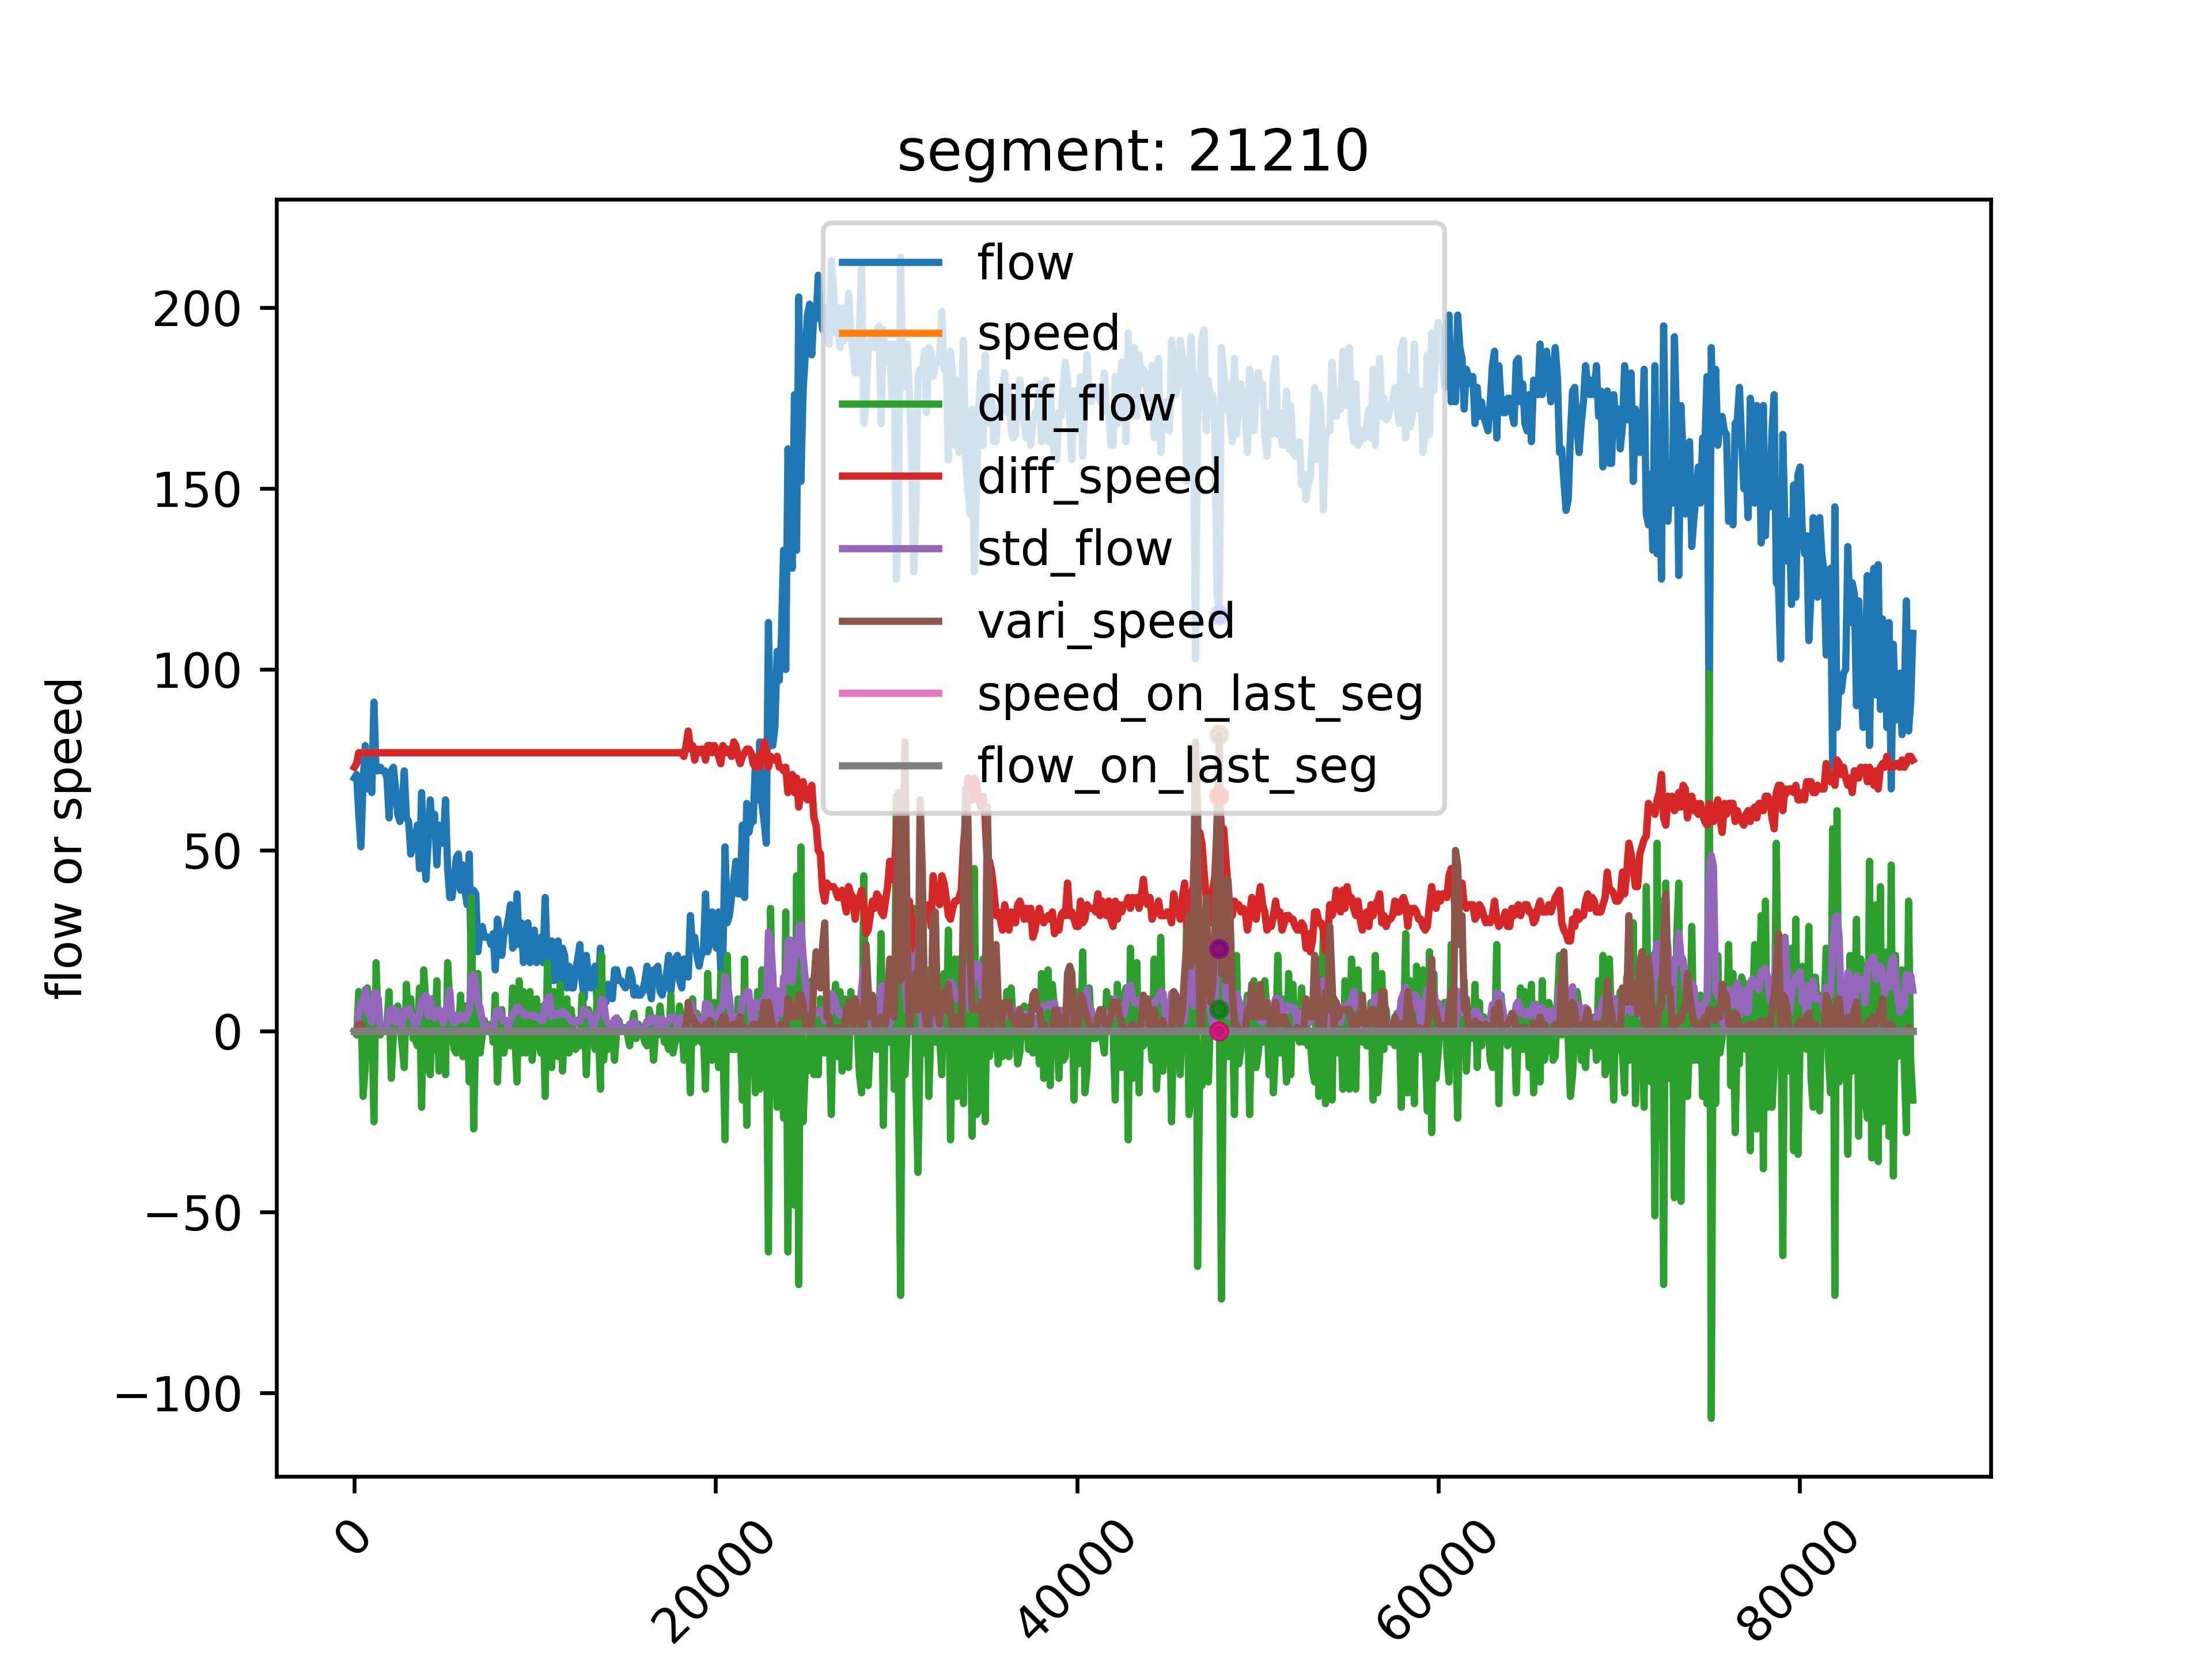 segment: 21210
flow
speed
diff_flow
diff_speed
std_flow
vari_speed
speed_on_last_seg
flow_on_last_seg
flow or speed
200
150
100
50
0
−50
−100
0
20000
40000
60000
80000